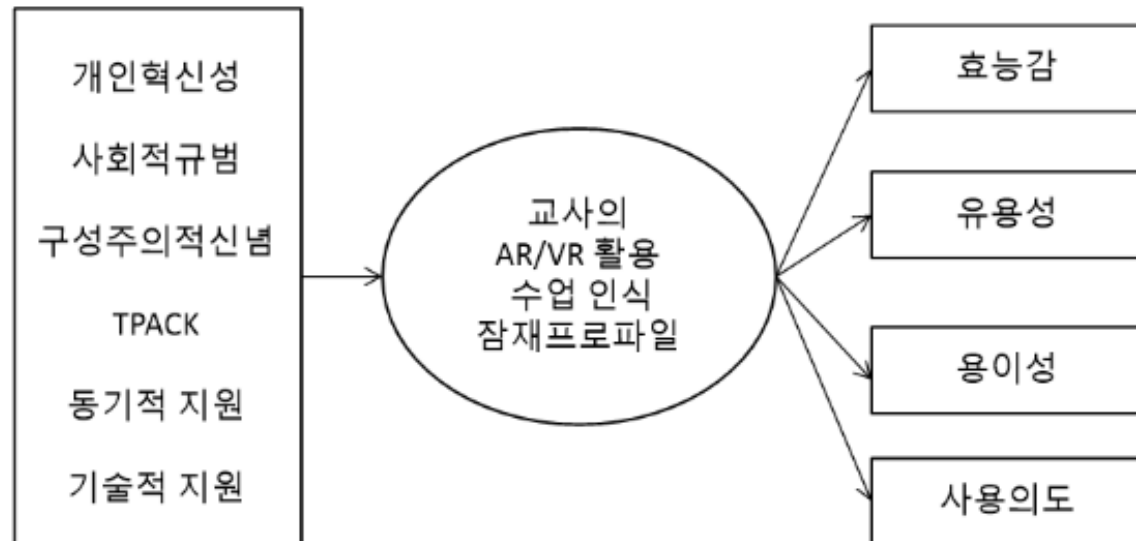 개인혁신성
사회적규범
구성주의적신념
TPACK
동기적 지원
기술적 지원
교사의
AR/VR 활용
수업 인식
잠재프로파일
효능감
유용성
용이성
사용의도